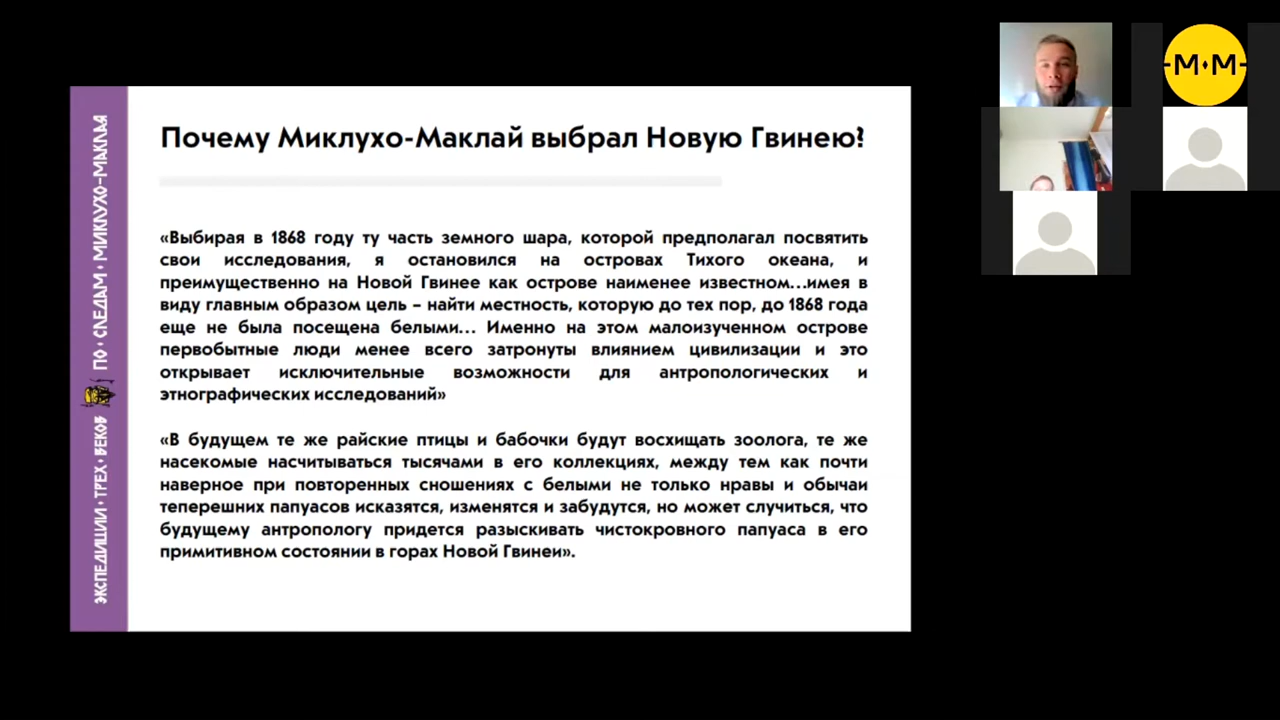 Почему Миклухо-Маклай выбрал Новую Гвинею?
«Выбирая в 1868 году ту часть земного шара, которой предполагал посвятить
свои исследования, я остановился на островах Тихого океана, и
преимущественно на Новой Гвинее как острове наименее известном...имея в
виду главным образом цель – найти местность, которую до тех пор, до 1868 года
еще не была посещена белыми... Именно на этом малоизученном острове
первобытные люди менее всего затронуты влиянием цивилизации и это
открывает исключительные возможности для антропологических и
этнографических исследований»
«В будущем те же райские птицы и бабочки будут восхищать зоолога, те же
насекомые насчитываться тысячами в его коллекциях, между тем как почти
наверное при повторенных сношениях с белыми не только нравы и обычаи
теперешних папуасов исказятся, изменятся и забудутся, но может случиться, что
будущему антропологу придется разыскивать чистокровного папуаса в его
примитивном состоянии в горах Новой Гвинеи».
ЭКСПЕДИЦИИ • ТРЕХ • ВЕКОВ
ПО • СЛЕДАМ • МИКЛУХО-МАКЛАЯ
-М•М-